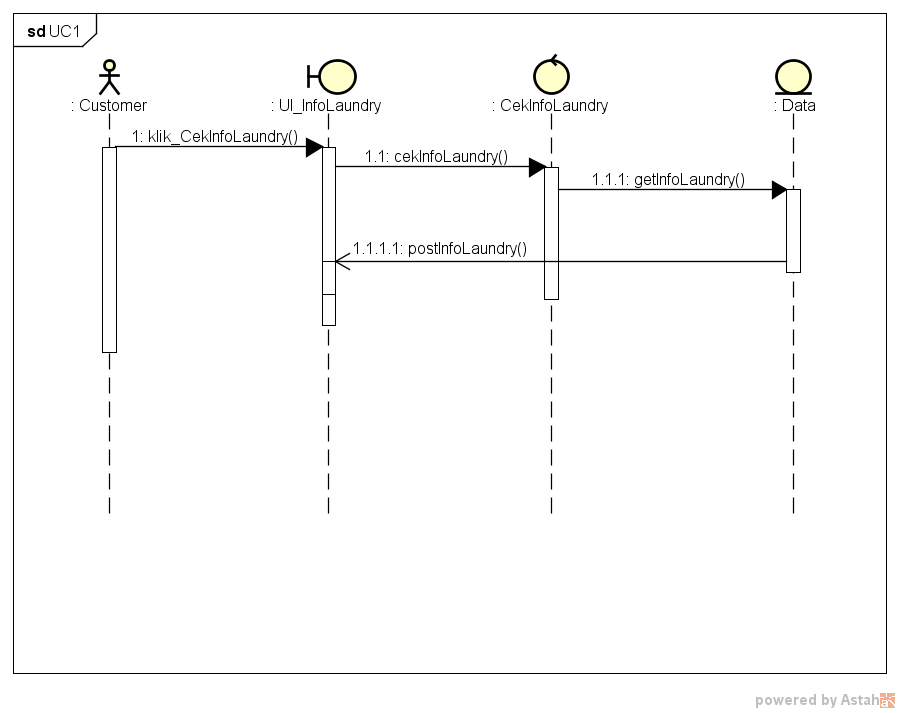 sd UC1
: Customer
: UI_InfoLaundry
: CekInfoLaundry
: Data
1: klik_CekInfoLaundry()
1.1: cekInfoLaundry()
1.1.1: getInfoLaundry()
1.1.1.1: postInfoLaundry()
powered by Astah